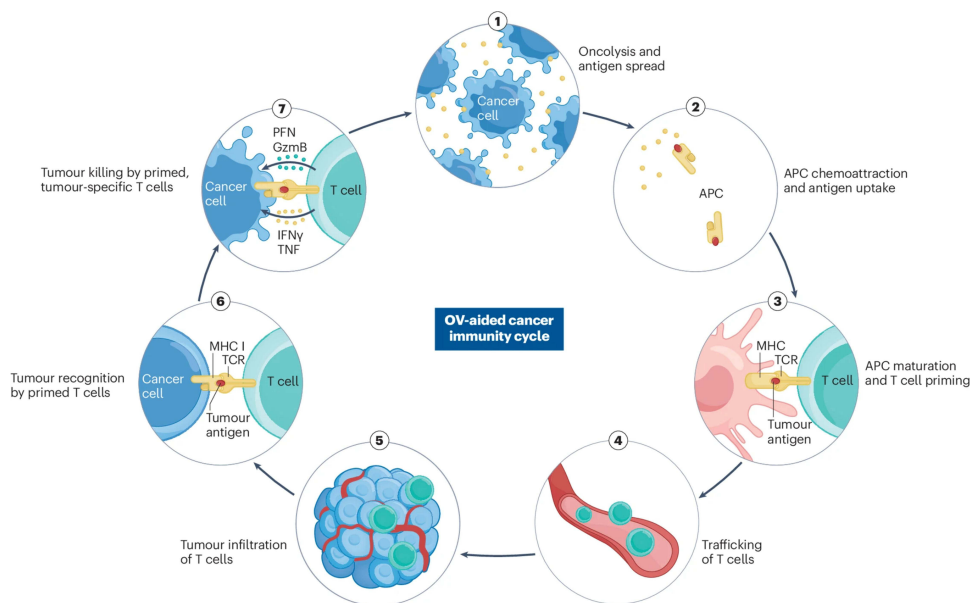 1
Oncolysis and
antigen spread
Cancer
cell
2
APC
APC chemoattraction
and antigen uptake
3
MHC
TCR
T cell
Tumour
antigen
APC maturation
and T cell priming
4
Trafficking
of T cells
5
Tumour infiltration
of T cells
6
MHC I
TCR
Cancer
cell
T cell
Tumour
antigen
Tumour recognition
by primed T cells
7
PFN
GzmB
Cancer
cell
T cell
IFNγ
TNF
Tumour killing by primed,
tumour-specific T cells
OV-aided cancer
immunity cycle